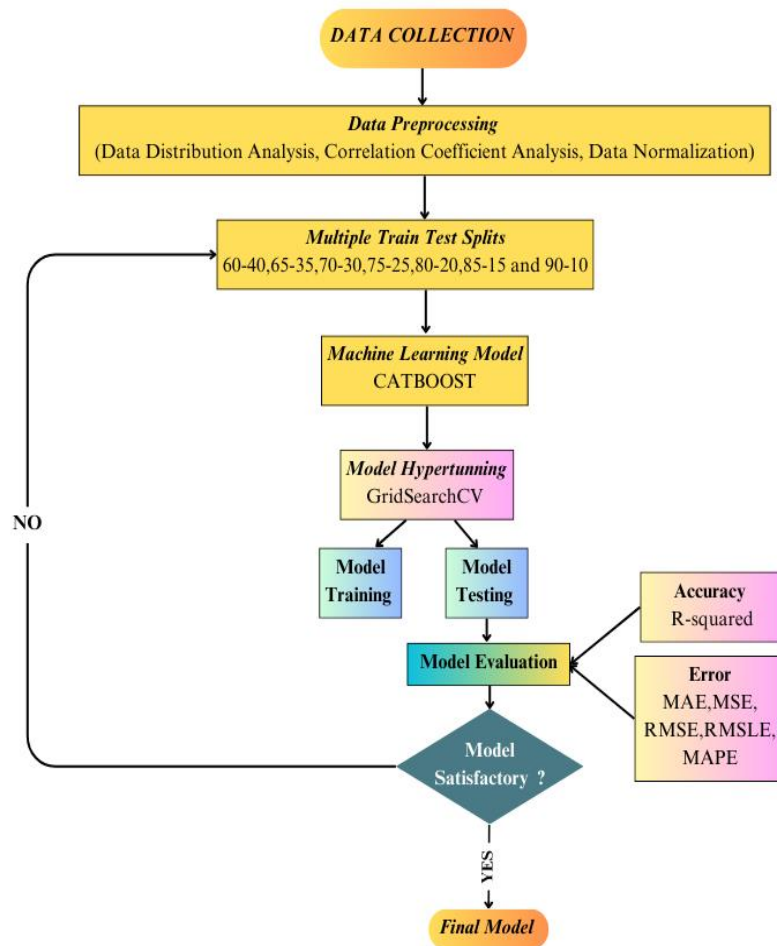 DATA COLLECTION
Data Preprocessing
(Data Distribution Analysis, Correlation Coefficient Analysis, Data Normalization)
Multiple Train Test Splits
60-40,65-35,70-30,75-25,80-20,85-15 and 90-10
Machine Learning Model
CATBOOST
Model Hypertunning
GridSearchCV
NO
Model
Training
Model
Testing
Accuracy
R-squared
Model Evaluation
Error
MAE,MSE,
RMSE,RMSLE,
MAPE
Model
Satisfactory ?
YES
Final Model